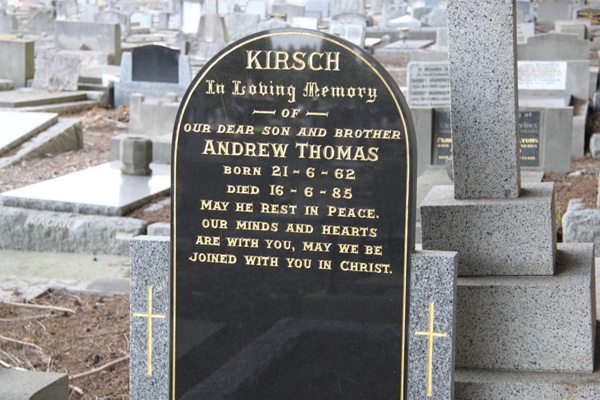 KIRSCH
In Loving Memory
— OF —
OUR DEAR SON AND BROTHER
ANDREW THOMAS
BORN 21-6-62
DIED 16-6-85
MAY HE REST IN PEACE.
OUR MINDS AND HEARTS
ARE WITH YOU, MAY WE BE
JOINED WITH YOU IN CHRIST.